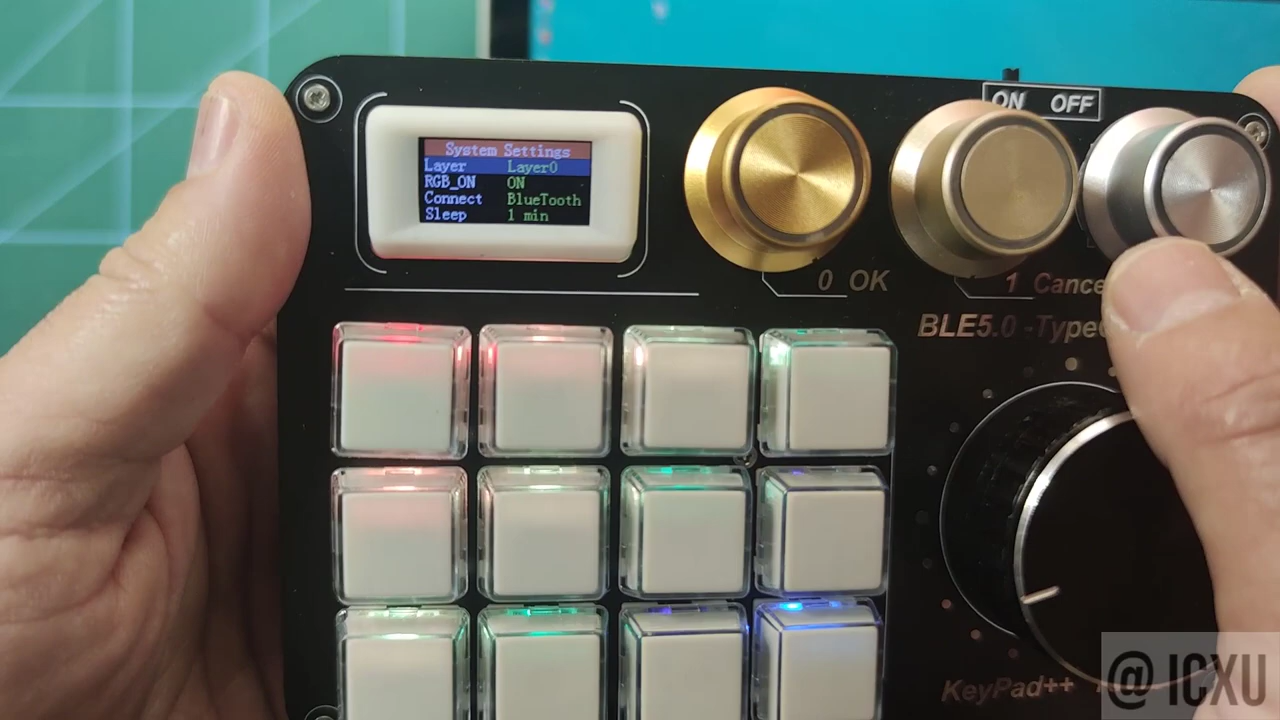 System Settings
Layer Layer0
RGB_ON ON
Connect BlueTooth
Sleep 1 min
ON OFF
0 OK
1 Cance
BLE5.0 -Type
KeyPad++
@ ICXU